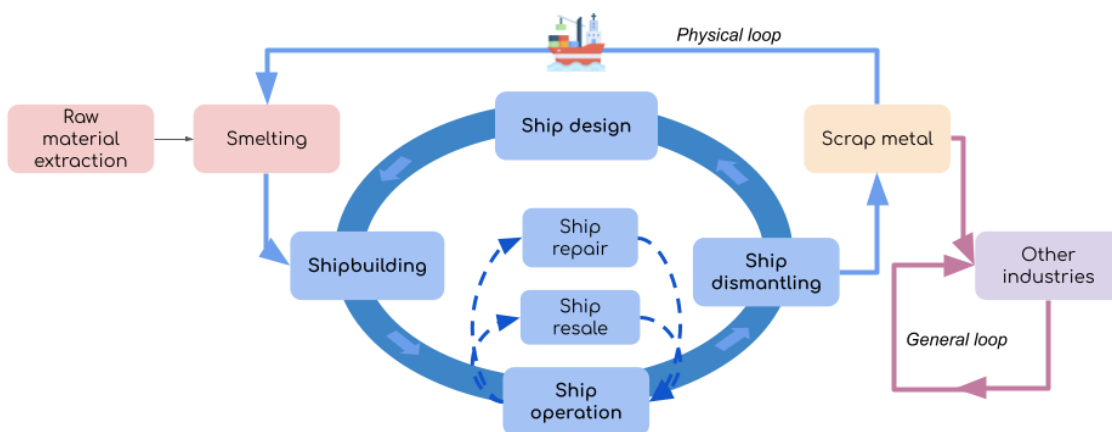 Physical loop
Raw
material
extraction
Smelting
Ship design
Scrap metal
Ship
repair
Shipbuilding
Ship
dismantling
Other
industries
Ship
resale
General loop
Ship
operation